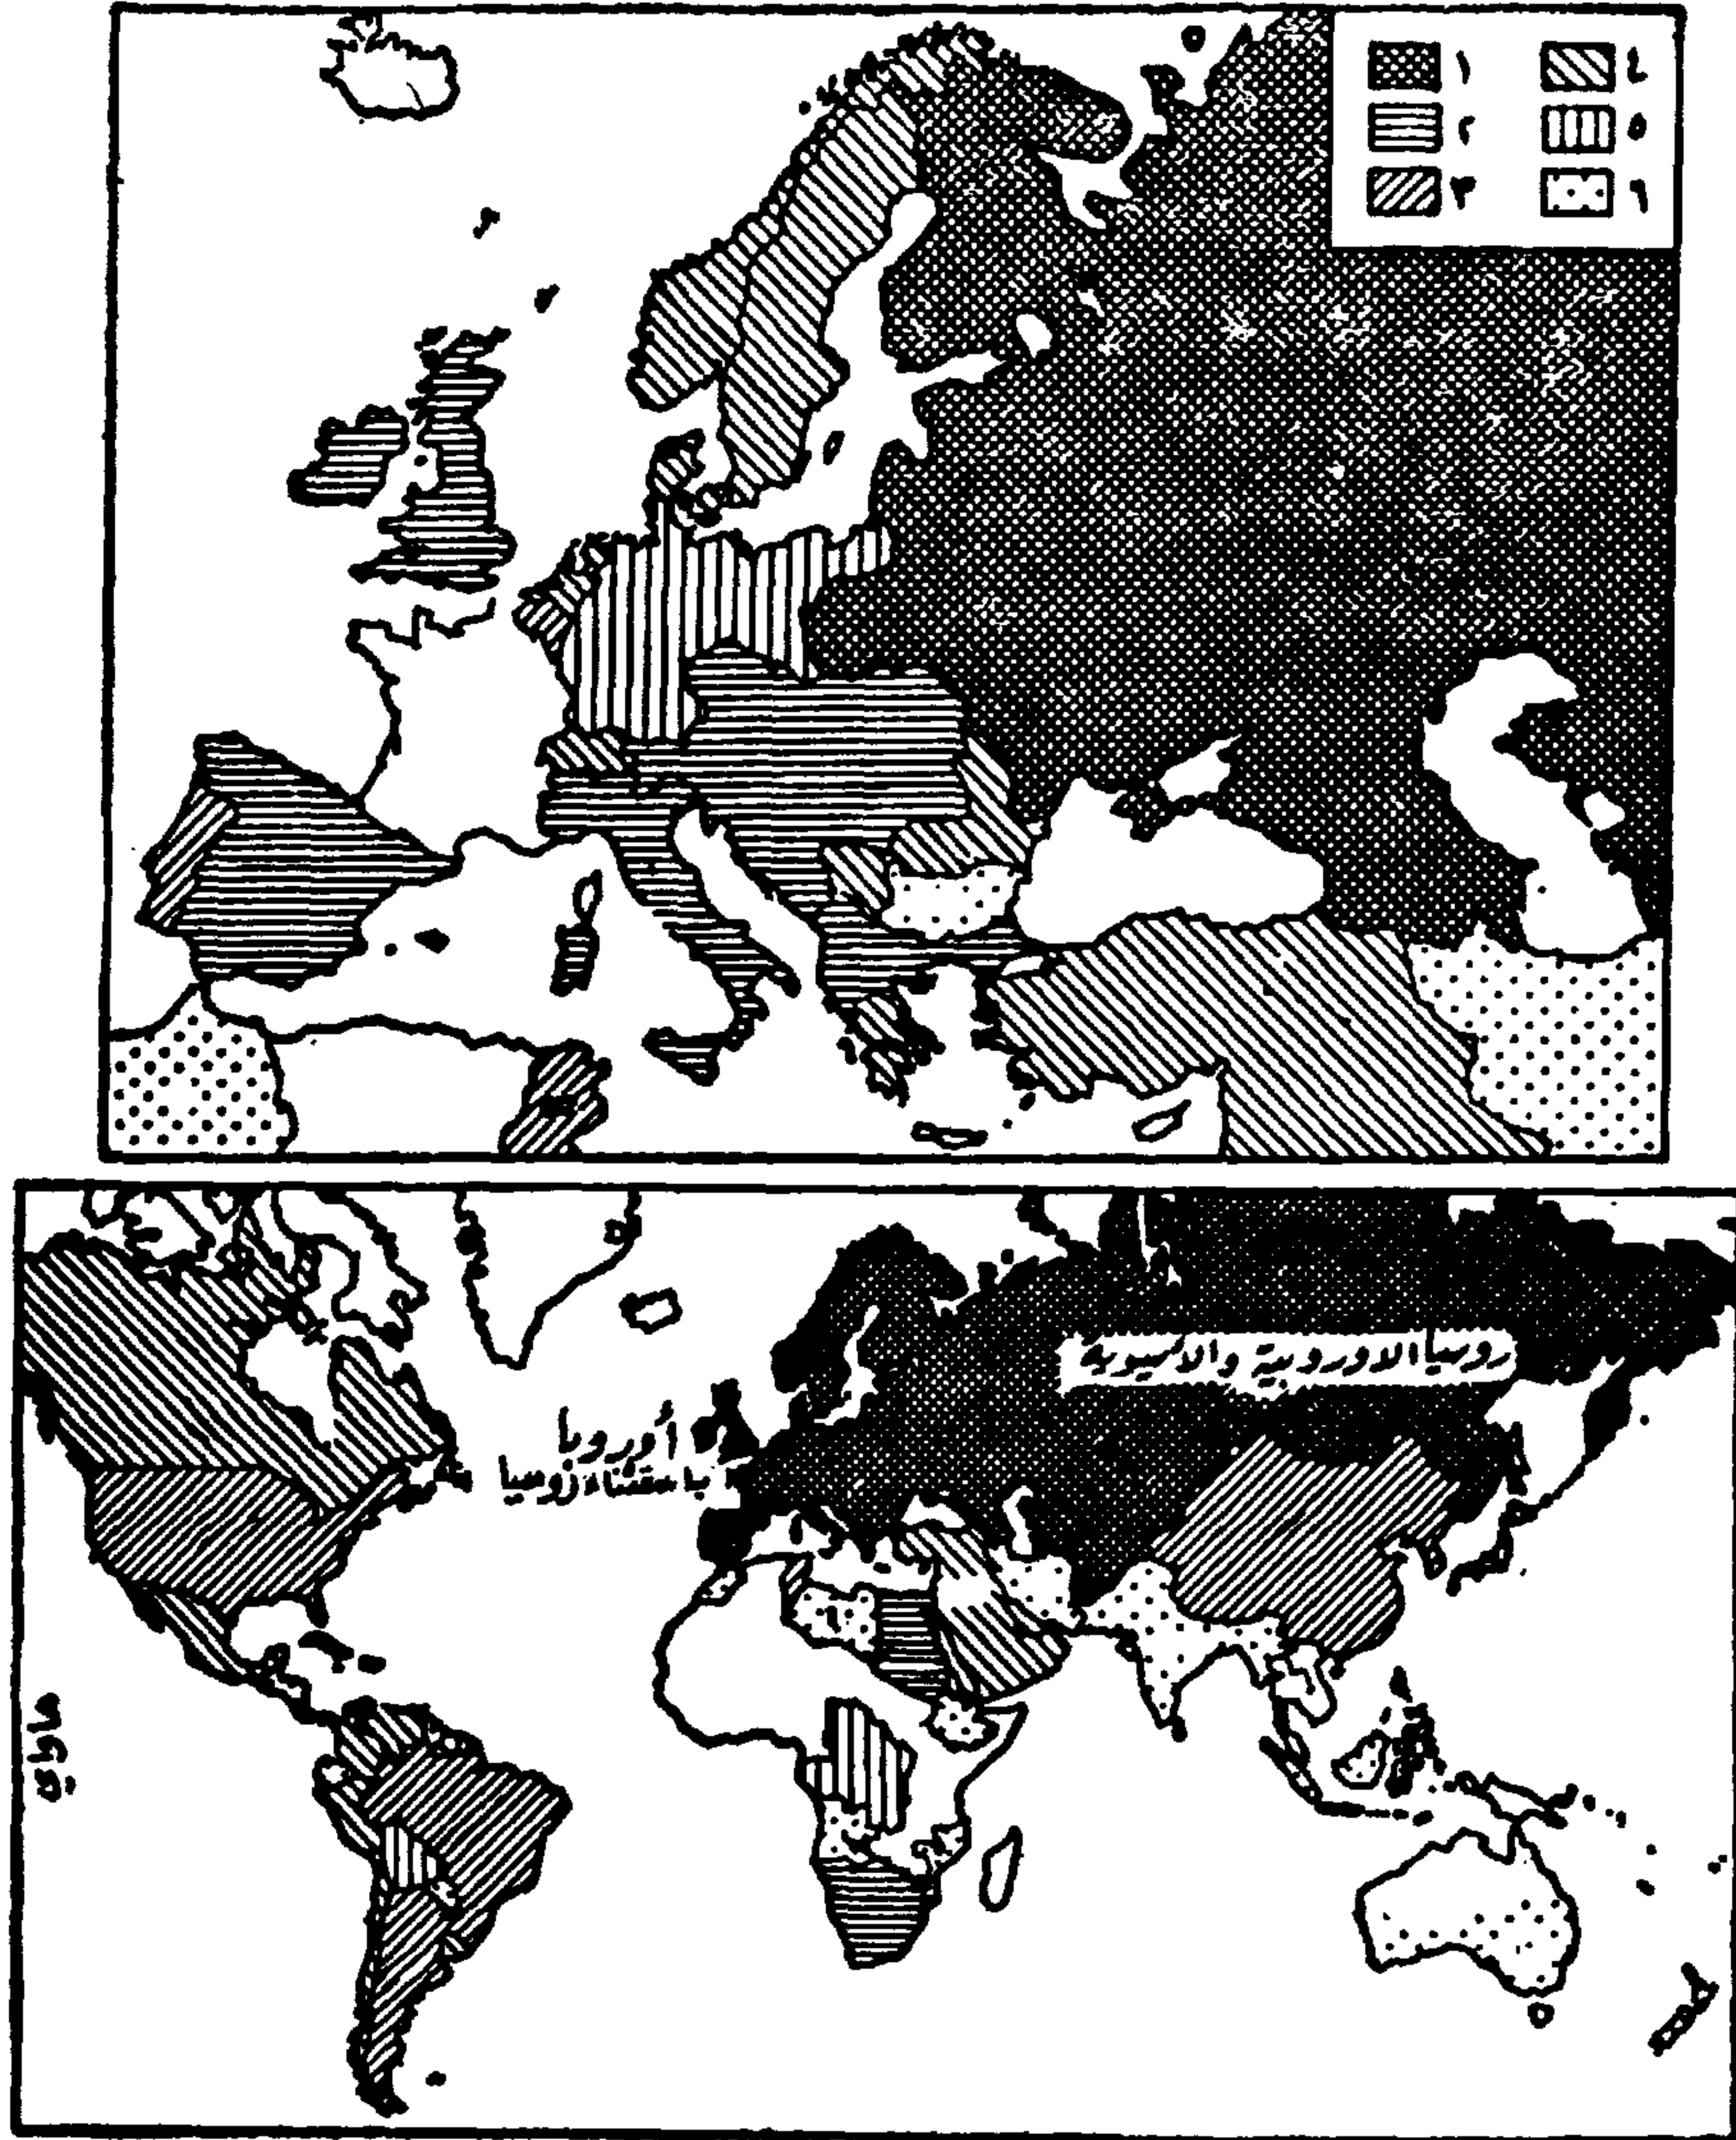 ١ ٤
٢ ٥
٣ ٦
روسيا الاوروبية والاسيوية
أوروبا
باستثناء روسيا
هاواي